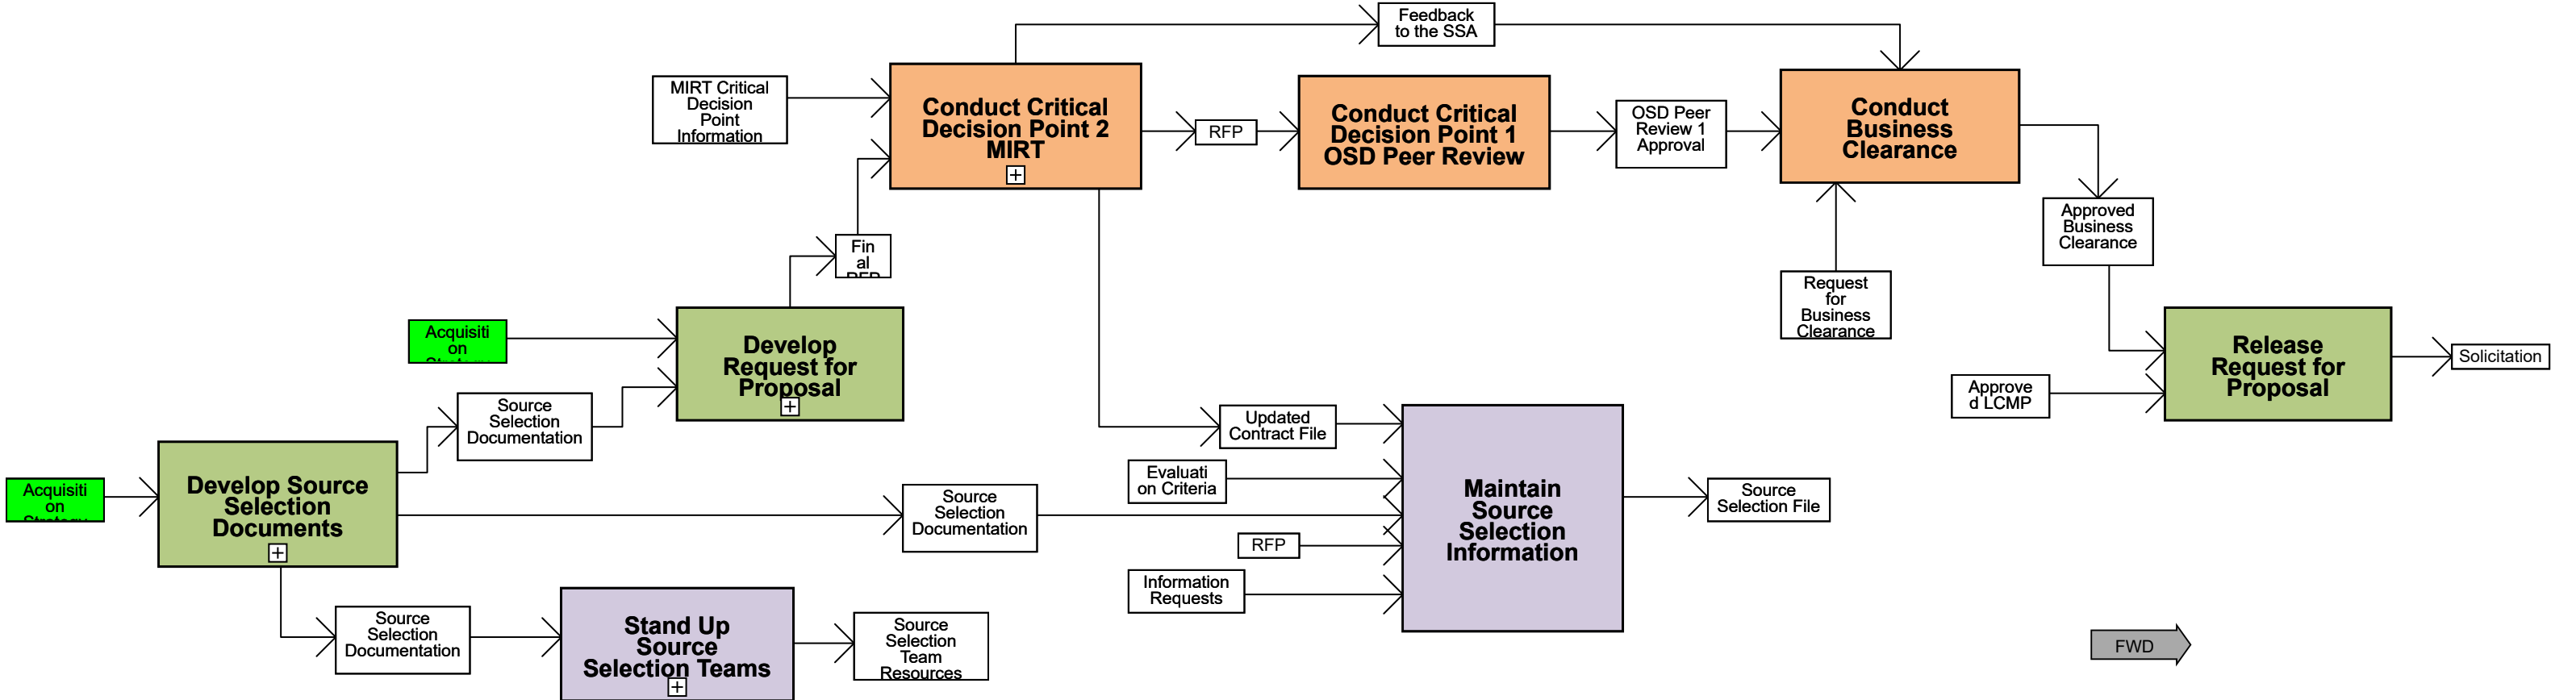 Feedback
to the SSA
MIRT Critical
Decision
Point
Information
Conduct Critical
Decision Point 2
MIRT
RFP
Conduct Critical
Decision Point 1
OSD Peer Review
OSD Peer
Review 1
Approval
Conduct
Business
Clearance
Approved
Business
Clearance
Fin
al
RFP
Request
for
Business
Clearance
Acquisiti
on
Strategy
Develop
Request for
Proposal
Release
Request for
Proposal
Solicitation
Approve
d LCMP
Source
Selection
Documentation
Updated
Contract File
Acquisiti
on
Strategy
Develop Source
Selection
Documents
Evaluati
on Criteria
Source
Selection
Documentation
RFP
Information
Requests
Maintain
Source
Selection
Information
Source
Selection File
Source
Selection
Documentation
Stand Up
Source
Selection Teams
Source
Selection
Team
Resources
FWD